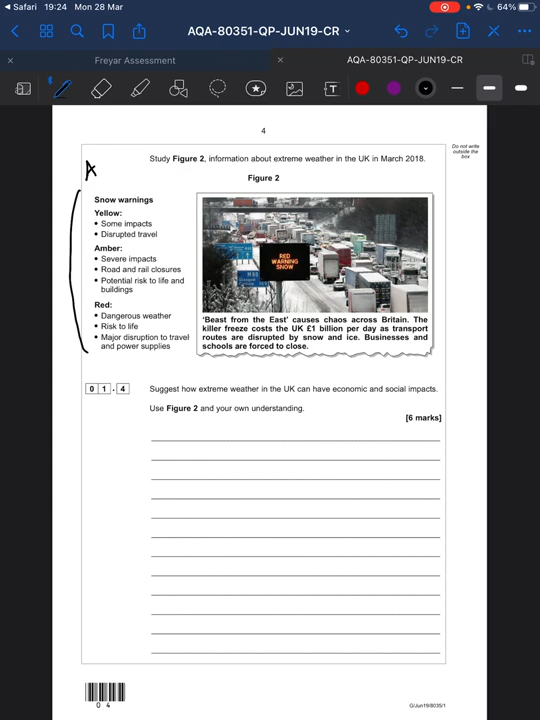 Safari 19:24 Mon 28 Mar 64%
AQA-80351-QP-JUN19-CR
Freyar Assessment
AQA-80351-QP-JUN19-CR
4
Do not write
outside the
box
A
Study Figure 2, information about extreme weather in the UK in March 2018.
Figure 2
Snow warnings
Yellow:
• Some impacts
• Disrupted travel
Amber:
• Severe impacts
• Road and rail closures
• Potential risk to life and
buildings
Red:
• Dangerous weather
• Risk to life
• Major disruption to travel
and power supplies
RED
WARNING
SNOW
M 80
'Beast from the East' causes chaos across Britain. The
killer freeze costs the UK £1 billion per day as transport
routes are disrupted by snow and ice. Businesses and
schools are forced to close.
0 1 . 4
Suggest how extreme weather in the UK can have economic and social impacts.
Use Figure 2 and your own understanding.
[6 marks]
0 4
G/Jun19/8035/1